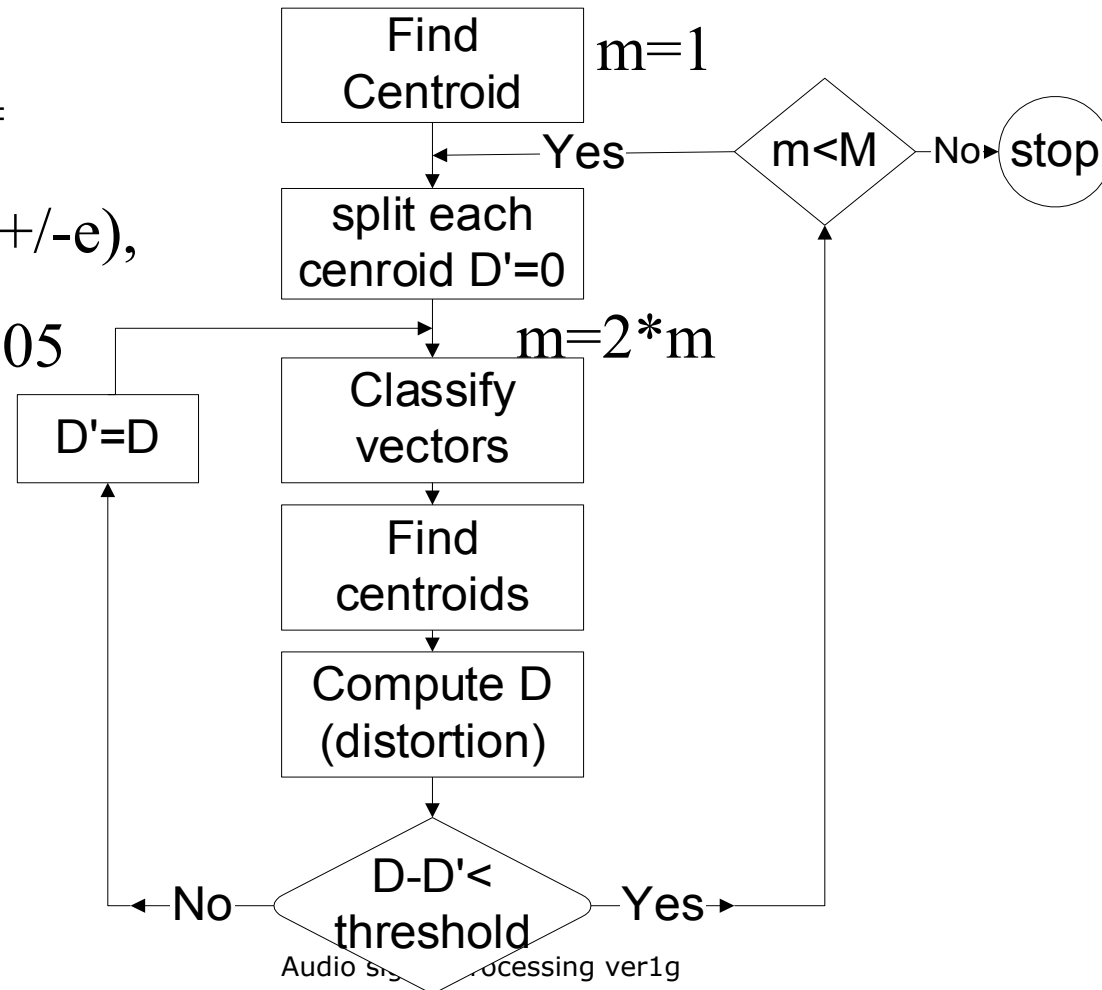 Find
Centroid
m=1
=
Yes
m<M
No
stop
split each
cenroid D'=0
+/-e),
05
m=2*m
D'=D
Classify
vectors
Find
centroids
Compute D
(distortion)
D-D'<
threshold
No
Yes
Audio ver1g